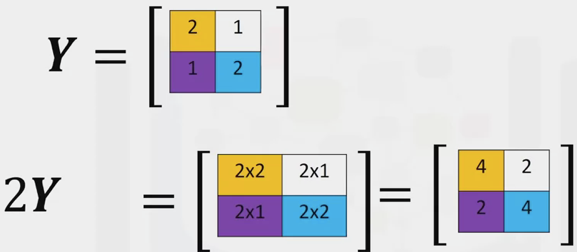 Y = [ 2 1
1 2 ]
2Y = [ 2x2 2x1
2x1 2x2 ] = [ 4 2
2 4 ]